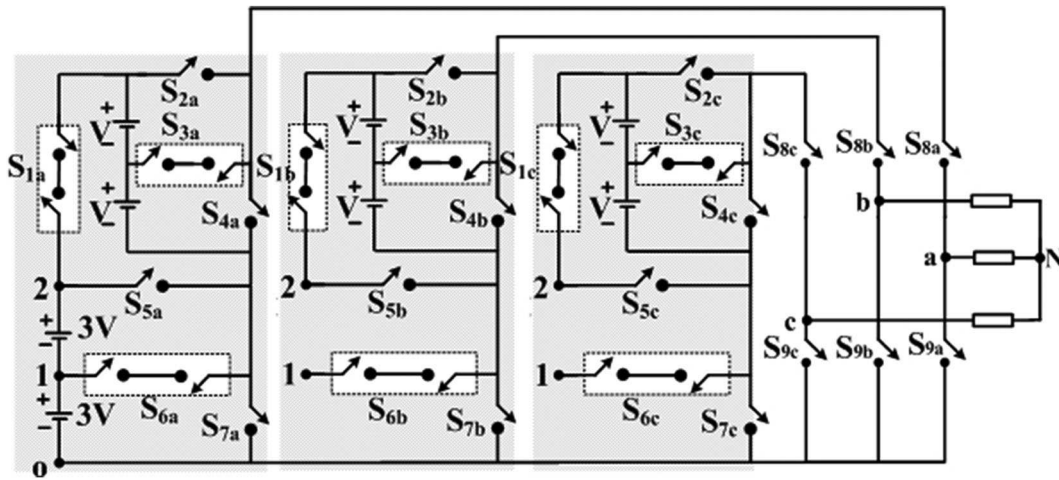 S2a S2b S2c
+ + +
V S3a V S3b V S3c S8c S8b S8a
− − −
S1a S1b S1c
+ + +
V S4a V S4b V S4c
− − −
b
a N
2 S5a 2 S5b 2 S5c
+ 3V
−
c
S9c S9b S9a
1 1 1
+ 3V
−
S6a S7a S6b S7b S6c S7c
o